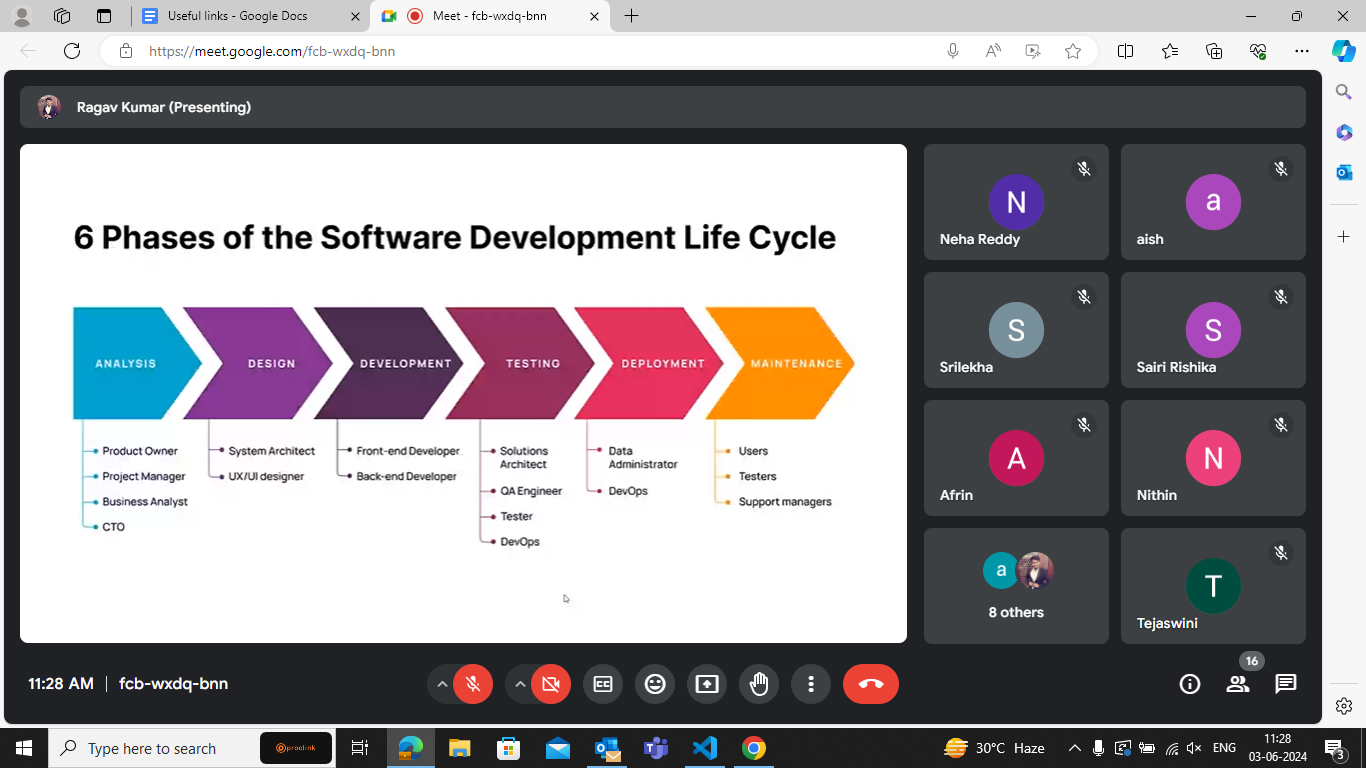 Useful links - Google Docs
Meet - fcb-wxdq-bnn
https://meet.google.com/fcb-wxdq-bnn
Ragav Kumar (Presenting)
6 Phases of the Software Development Life Cycle
ANALYSIS
DESIGN
DEVELOPMENT
TESTING
DEPLOYMENT
MAINTENANCE
Product Owner
Project Manager
Business Analyst
CTO
System Architect
UX/UI designer
Front-end Developer
Back-end Developer
Solutions
Architect
QA Engineer
Tester
DevOps
Data
Administrator
DevOps
Users
Testers
Support managers
N
Neha Reddy
a
aish
S
Srilekha
S
Sairi Rishika
A
Afrin
N
Nithin
a
8 others
T
Tejaswini
11:28 AM | fcb-wxdq-bnn
CC
16
Type here to search
proclink
30°C Haze
ENG
11:28
03-06-2024
3